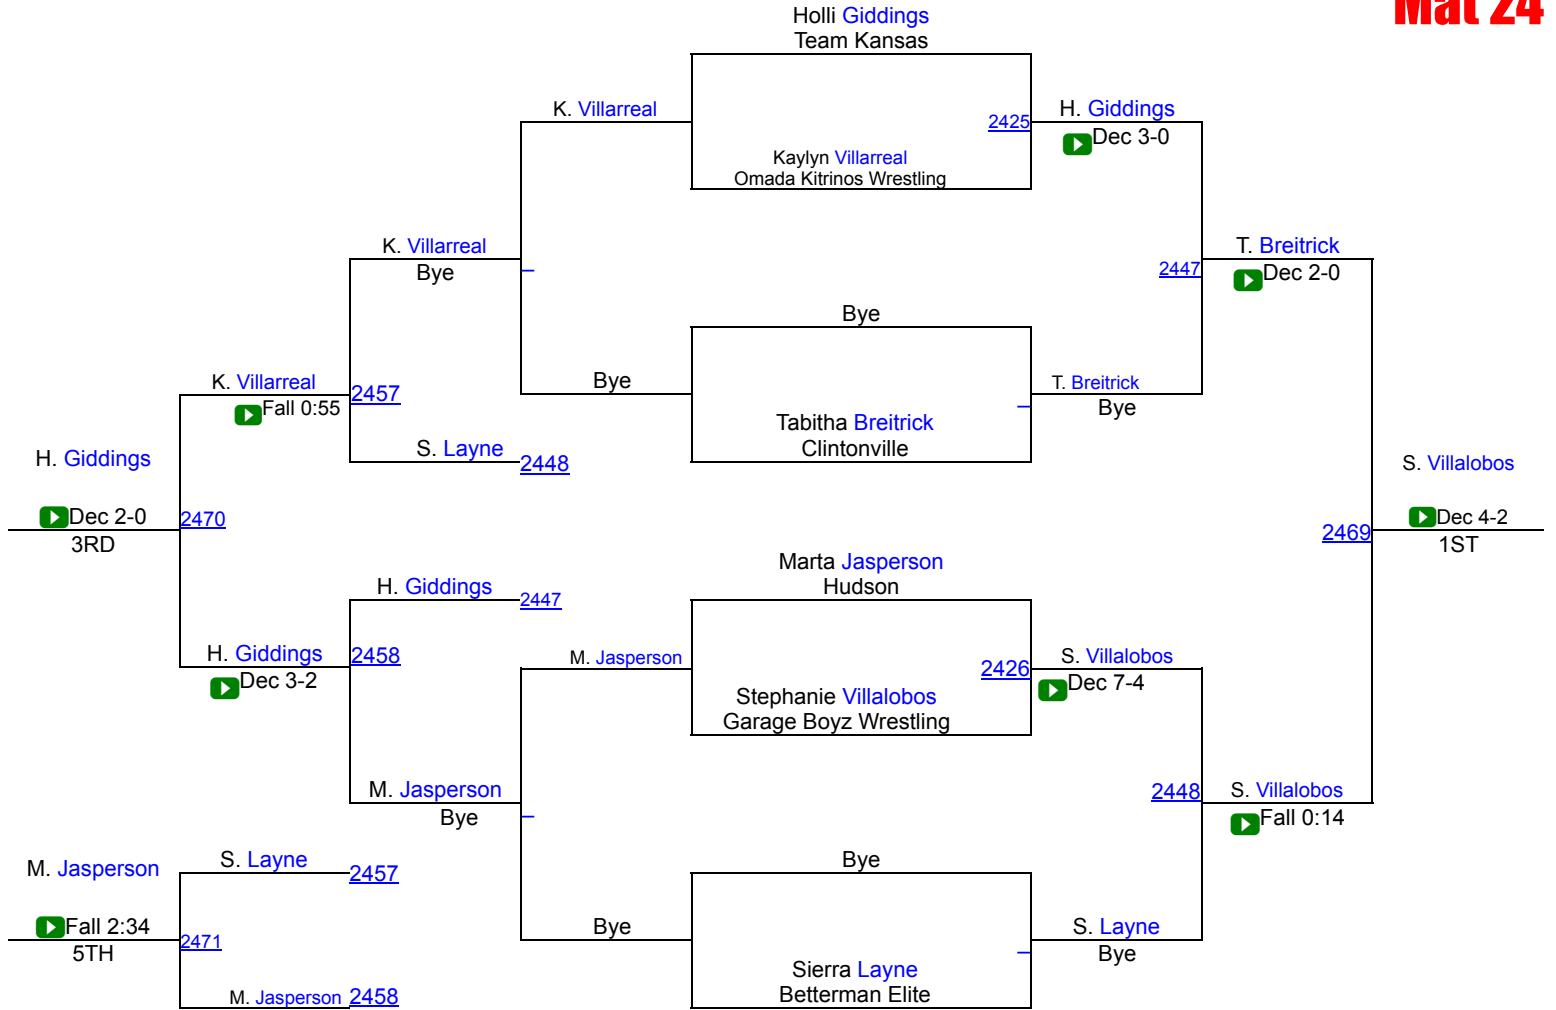 Mat 24
Holli Giddings
Team Kansas
K. Villarreal
2425
H. Giddings
Dec 3-0
Kaylyn Villarreal
Omada Kitrinos Wrestling
K. Villarreal
Bye
2447
T. Breitrick
Dec 2-0
Bye
K. Villarreal
Fall 0:55
2457
Bye
T. Breitrick
Bye
Tabitha Breitrick
Clintonville
S. Layne
2448
H. Giddings
Dec 2-0
3RD
2470
S. Villalobos
Dec 4-2
1ST
2469
Marta Jasperson
Hudson
H. Giddings
2447
H. Giddings
Dec 3-2
2458
M. Jasperson
2426
S. Villalobos
Dec 7-4
Stephanie Villalobos
Garage Boyz Wrestling
M. Jasperson
Bye
2448
S. Villalobos
Fall 0:14
M. Jasperson
Fall 2:34
5TH
S. Layne
2457
2471
M. Jasperson
2458
Bye
Bye
S. Layne
Bye
Sierra Layne
Betterman Elite